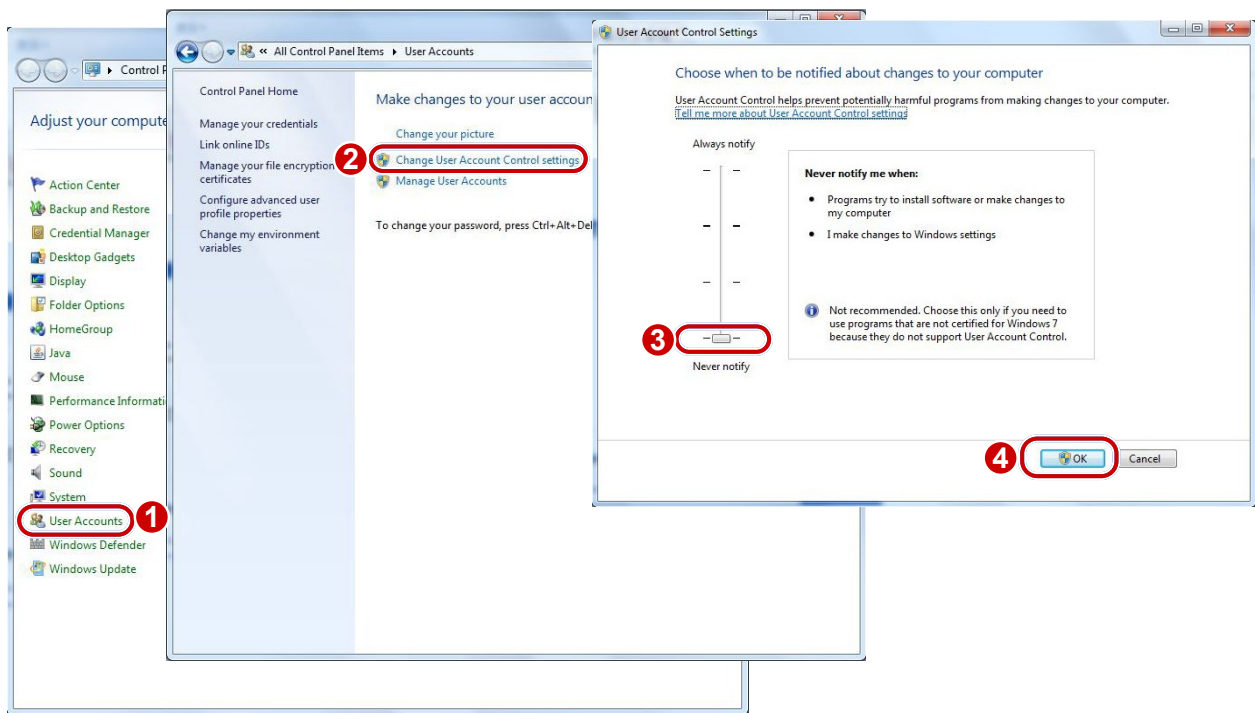 Control P
Adjust your compute
Action Center
Backup and Restore
Credential Manager
Desktop Gadgets
Display
Folder Options
HomeGroup
Java
Mouse
Performance Informati
Power Options
Recovery
Sound
System
User Accounts
1
Windows Defender
Windows Update
« All Control Panel Items User Accounts
Control Panel Home
Manage your credentials
Link online IDs
Manage your file encryption
certificates
Configure advanced user
profile properties
Change my environment
variables
Make changes to your user accoun
Change your picture
2
Change User Account Control settings
Manage User Accounts
To change your password, press Ctrl+Alt+Del
User Account Control Settings
Choose when to be notified about changes to your computer
User Account Control helps prevent potentially harmful programs from making changes to your computer.
Tell me more about User Account Control settings
Always notify
Never notify me when:
• Programs try to install software or make changes to
my computer
• I make changes to Windows settings
Not recommended. Choose this only if you need to
use programs that are not certified for Windows 7
because they do not support User Account Control.
3
Never notify
4
OK
Cancel